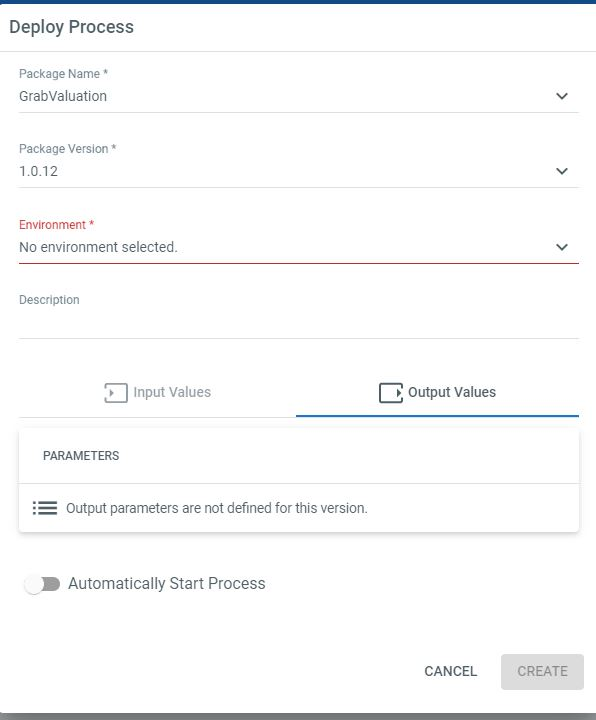 Deploy Process
Package Name *
GrabValuation
Package Version *
1.0.12
Environment *
No environment selected.
Description
Input Values
Output Values
PARAMETERS
Output parameters are not defined for this version.
Automatically Start Process
CANCEL
CREATE